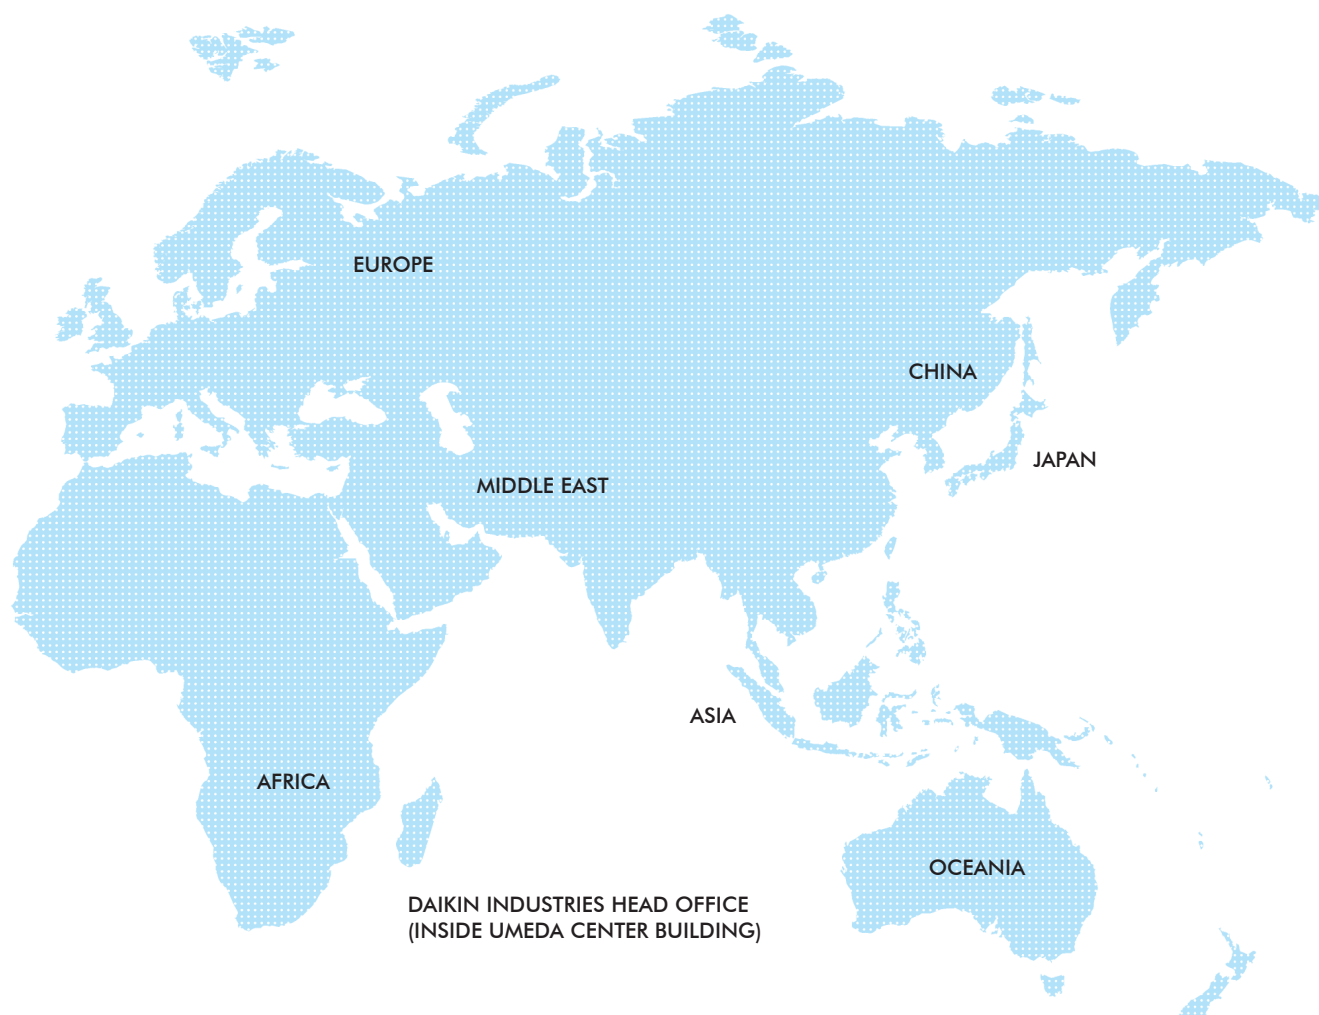 EUROPE
CHINA
JAPAN
MIDDLE EAST
ASIA
AFRICA
OCEANIA
DAIKIN INDUSTRIES HEAD OFFICE
(INSIDE UMEDA CENTER BUILDING)